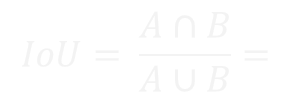 IoU = A ∩ B / A ∪ B =